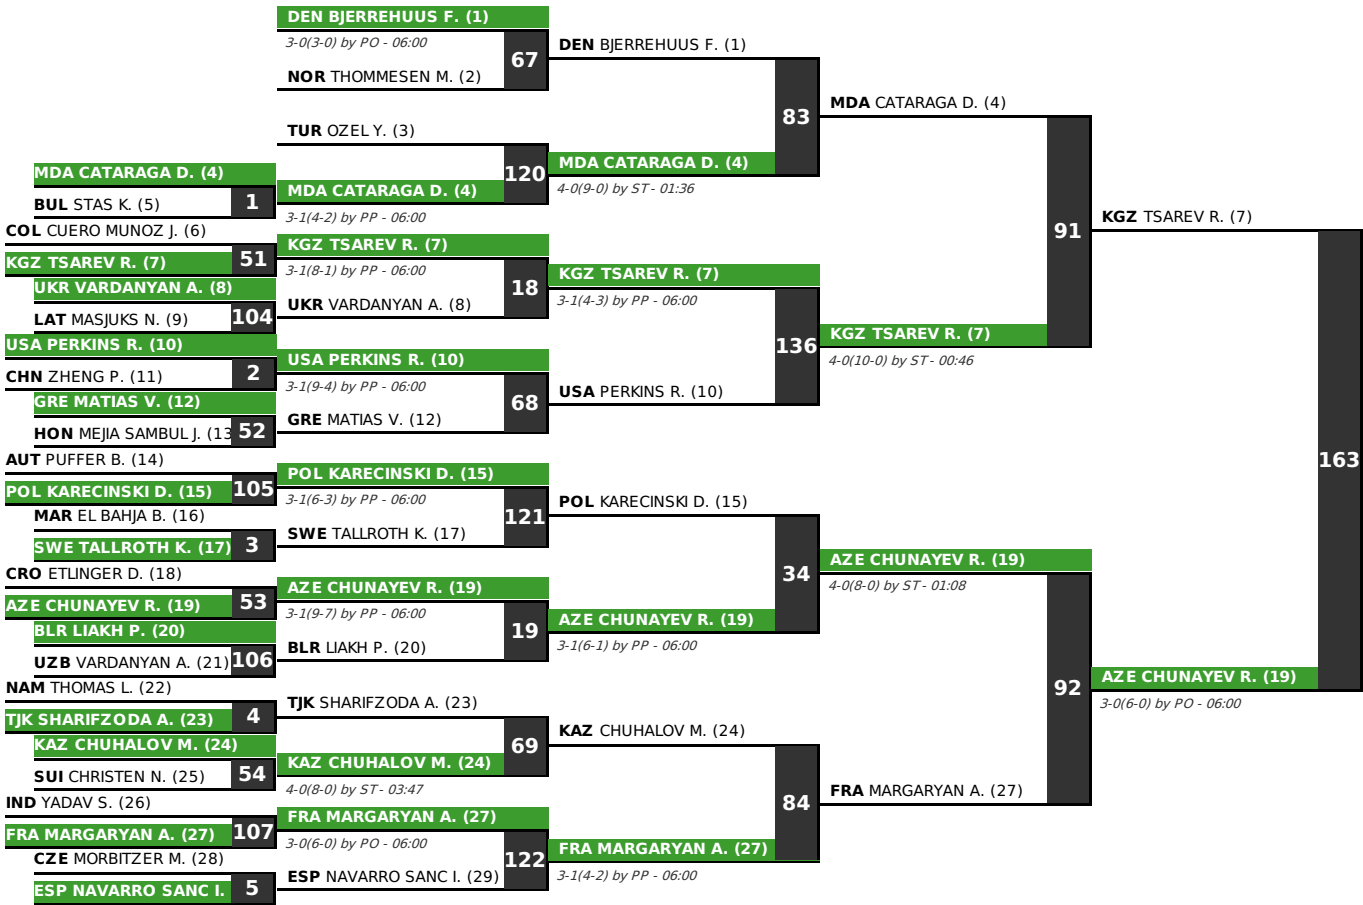 DEN BJERREHUUS F. (1)
3-0(3-0) by PO - 06:00
NOR THOMMESEN M. (2)
67
DEN BJERREHUUS F. (1)
TUR OZEL Y. (3)
83
MDA CATARAGA D. (4)
MDA CATARAGA D. (4)
BUL STAS K. (5)
1
MDA CATARAGA D. (4)
3-1(4-2) by PP - 06:00
120
MDA CATARAGA D. (4)
4-0(9-0) by ST - 01:36
COL CUERO MUNOZ J. (6)
KGZ TSAREV R. (7)
51
KGZ TSAREV R. (7)
3-1(8-1) by PP - 06:00
91
KGZ TSAREV R. (7)
UKR VARDANYAN A. (8)
LAT MASJUKS N. (9)
104
UKR VARDANYAN A. (8)
18
KGZ TSAREV R. (7)
3-1(4-3) by PP - 06:00
USA PERKINS R. (10)
CHN ZHENG P. (11)
2
USA PERKINS R. (10)
3-1(9-4) by PP - 06:00
136
KGZ TSAREV R. (7)
4-0(10-0) by ST - 00:46
GRE MATIAS V. (12)
HON MEJIA SAMBUL J. (13
52
GRE MATIAS V. (12)
68
USA PERKINS R. (10)
AUT PUFFER B. (14)
POL KARECINSKI D. (15)
105
POL KARECINSKI D. (15)
3-1(6-3) by PP - 06:00
163
MAR EL BAHJA B. (16)
SWE TALLROTH K. (17)
3
SWE TALLROTH K. (17)
121
POL KARECINSKI D. (15)
CRO ETLINGER D. (18)
AZE CHUNAYEV R. (19)
53
AZE CHUNAYEV R. (19)
3-1(9-7) by PP - 06:00
34
AZE CHUNAYEV R. (19)
4-0(8-0) by ST - 01:08
BLR LIAKH P. (20)
UZB VARDANYAN A. (21)
106
BLR LIAKH P. (20)
19
AZE CHUNAYEV R. (19)
3-1(6-1) by PP - 06:00
NAM THOMAS L. (22)
TJK SHARIFZODA A. (23)
4
TJK SHARIFZODA A. (23)
92
AZE CHUNAYEV R. (19)
3-0(6-0) by PO - 06:00
KAZ CHUHALOV M. (24)
SUI CHRISTEN N. (25)
54
KAZ CHUHALOV M. (24)
4-0(8-0) by ST - 03:47
69
KAZ CHUHALOV M. (24)
IND YADAV S. (26)
FRA MARGARYAN A. (27)
107
FRA MARGARYAN A. (27)
3-0(6-0) by PO - 06:00
84
FRA MARGARYAN A. (27)
CZE MORBITZER M. (28)
ESP NAVARRO SANC I.
5
ESP NAVARRO SANC I. (29)
122
FRA MARGARYAN A. (27)
3-1(4-2) by PP - 06:00